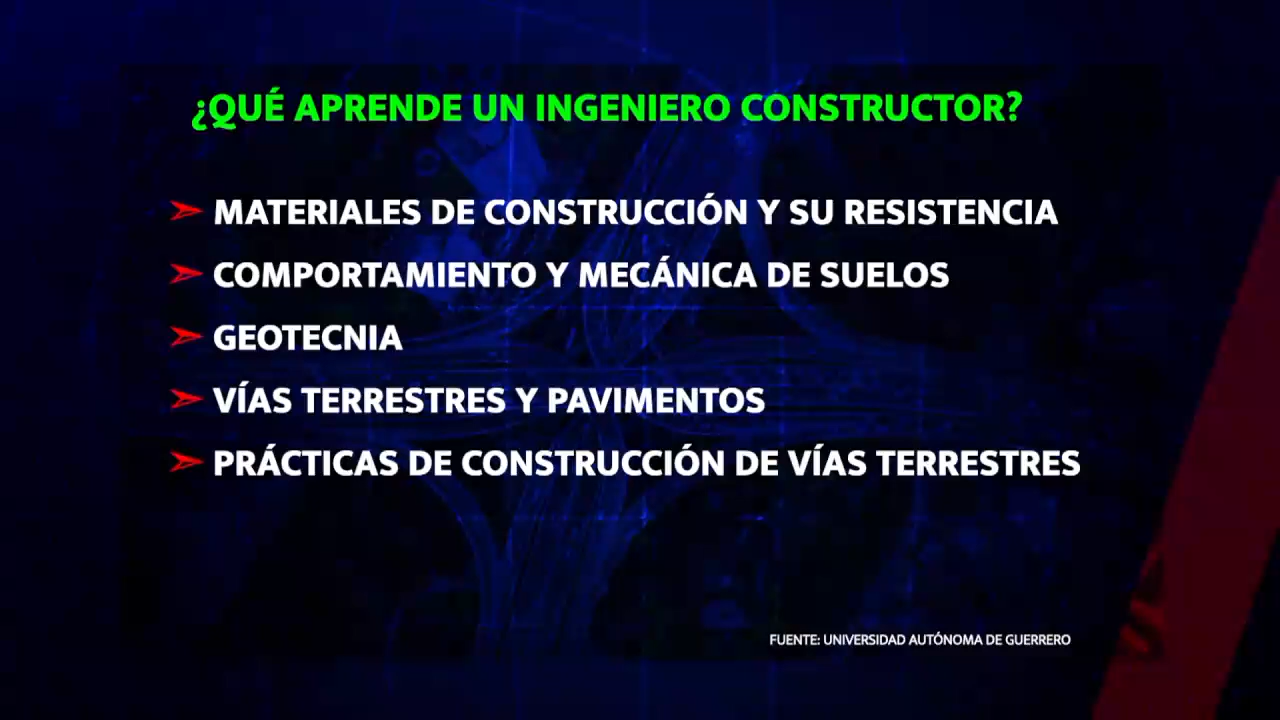 ¿QUÉ APRENDE UN INGENIERO CONSTRUCTOR?
MATERIALES DE CONSTRUCCIÓN Y SU RESISTENCIA
COMPORTAMIENTO Y MECÁNICA DE SUELOS
GEOTECNIA
VÍAS TERRESTRES Y PAVIMENTOS
PRÁCTICAS DE CONSTRUCCIÓN DE VÍAS TERRESTRES
FUENTE: UNIVERSIDAD AUTÓNOMA DE GUERRERO